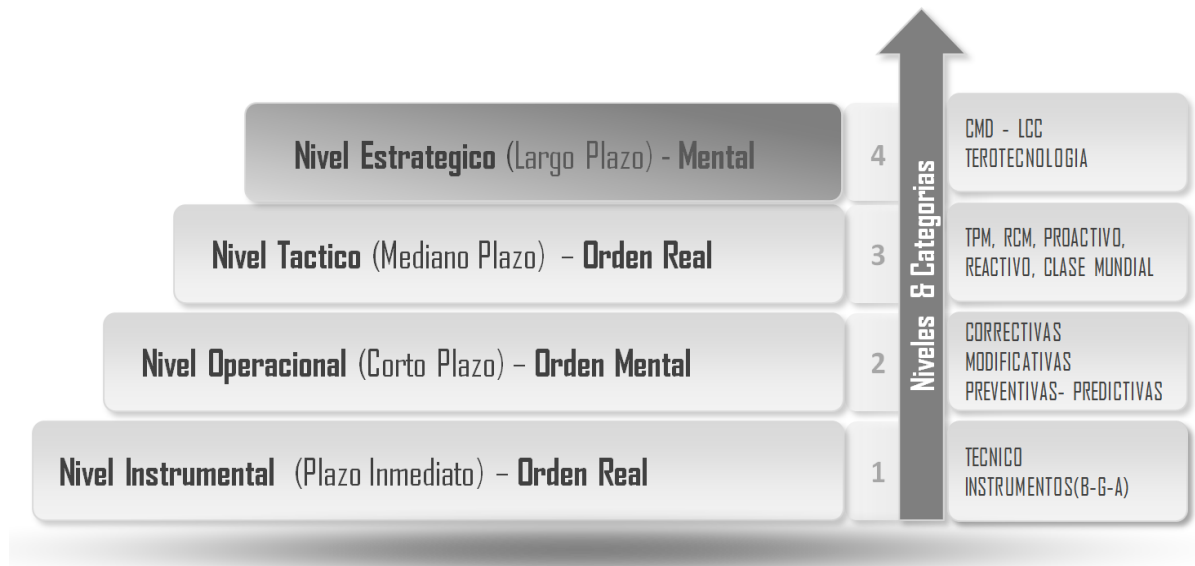 Nivel Estrategico (Largo Plazo) - Mental
4
CMD - LCC
TEROTECNOLOGIA
Nivel Tactico (Mediano Plazo) – Orden Real
3
TPM, RCM, PROACTIVO,
REACTIVO, CLASE MUNDIAL
Nivel Operacional (Corto Plazo) – Orden Mental
2
CORRECTIVAS
MODIFICATIVAS
PREVENTIVAS- PREDICTIVAS
Nivel Instrumental (Plazo Inmediato) – Orden Real
1
TECNICO
INSTRUMENTOS(B-G-A)
Niveles & Categorias